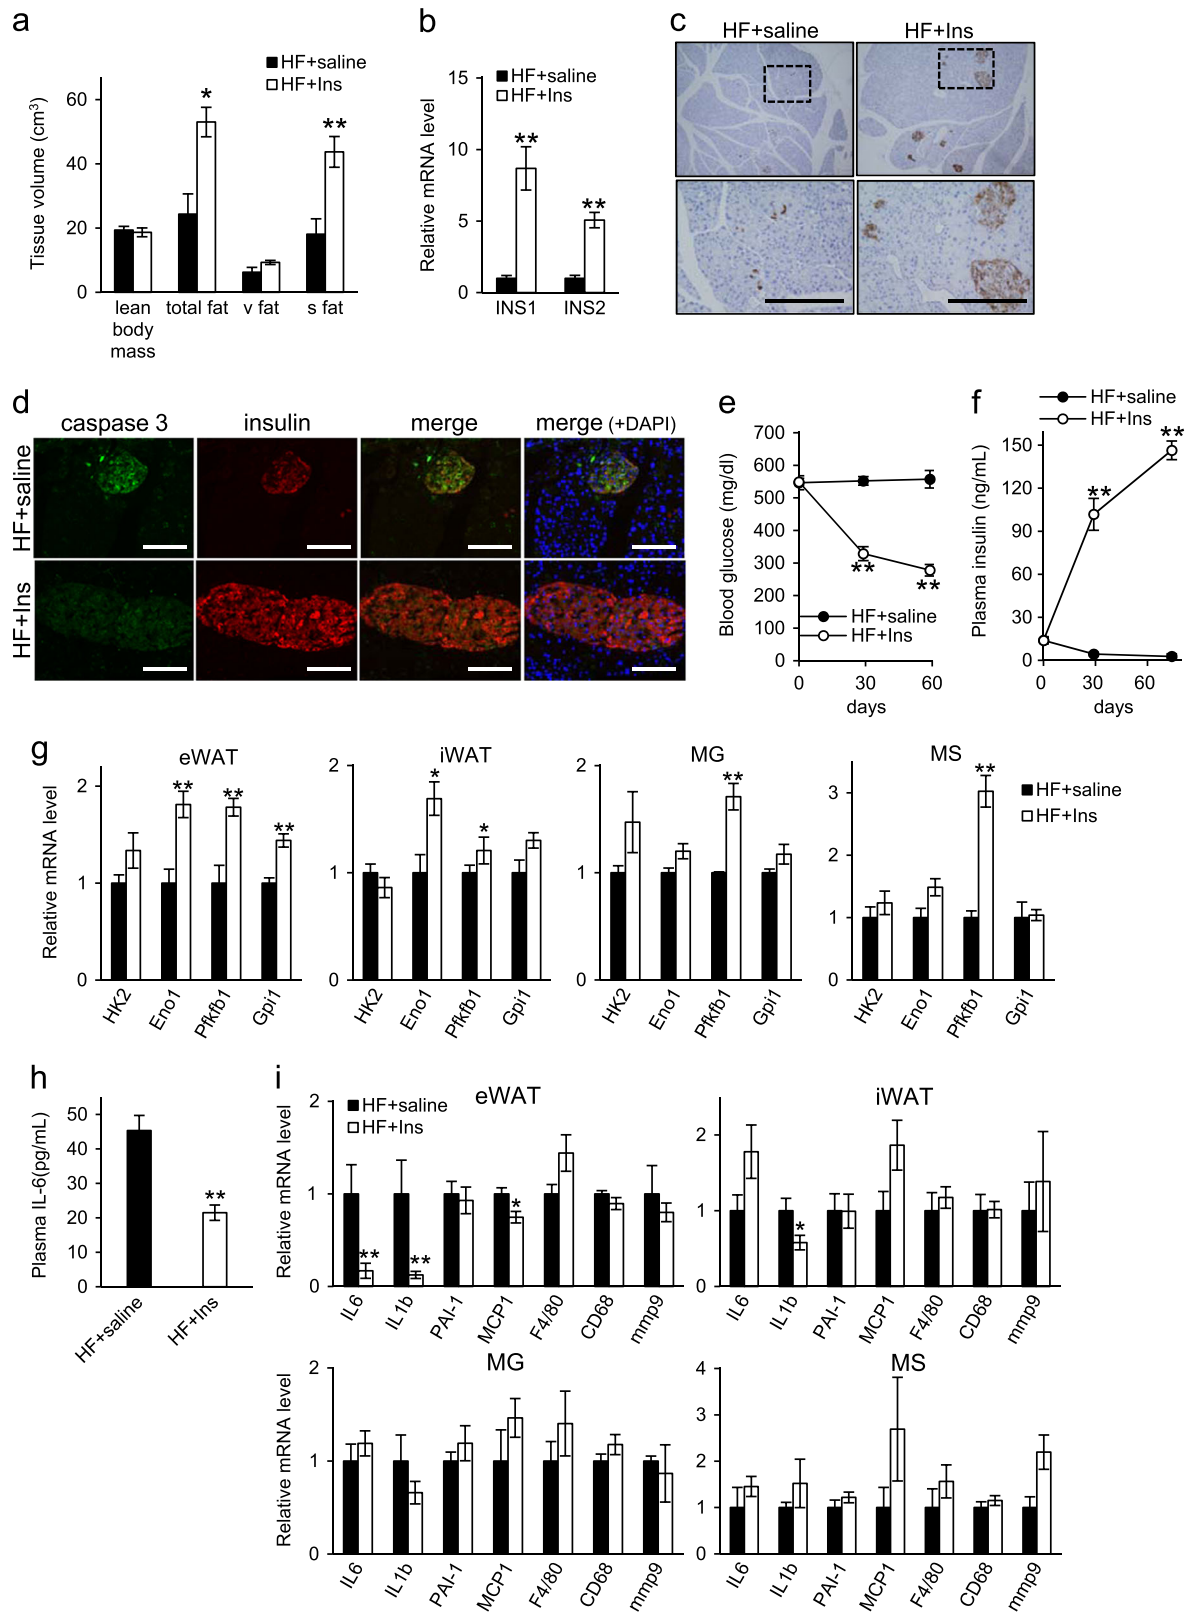 a
HF+saline
HF+Ins
Tissue volume (cm³)
60
40
20
0
*
**
lean body mass
total fat
v fat
s fat
b
HF+saline
HF+Ins
Relative mRNA level
15
10
5
0
**
**
INS1
INS2
c
HF+saline
HF+Ins
d
caspase 3
insulin
merge
merge (+DAPI)
HF+saline
HF+Ins
e
Blood glucose (mg/dl)
700
600
500
400
300
200
100
0
**
**
HF+saline
HF+Ins
0
30
60
days
f
HF+saline
HF+Ins
Plasma insulin (ng/mL)
150
120
90
60
30
0
**
**
0
30
60
days
g
eWAT
Relative mRNA level
2
1
0
**
**
**
HK2
Eno1
Pfkfb1
Gpi1
iWAT
2
1
0
*
*
HK2
Eno1
Pfkfb1
Gpi1
MG
2
1
0
**
HK2
Eno1
Pfkfb1
Gpi1
MS
3
2
1
0
**
HF+saline
HF+Ins
HK2
Eno1
Pfkfb1
Gpi1
h
Plasma IL-6(pg/mL)
50
40
30
20
10
0
**
HF+saline
HF+Ins
i
eWAT
HF+saline
HF+Ins
Relative mRNA level
2
1
0
**
**
*
IL6
IL1b
PAI-1
MCP1
F4/80
CD68
mmp9
iWAT
2
1
0
*
IL6
IL1b
PAI-1
MCP1
F4/80
CD68
mmp9
MG
Relative mRNA level
2
1
0
IL6
IL1b
PAI-1
MCP1
F4/80
CD68
mmp9
MS
4
3
2
1
0
IL6
IL1b
PAI-1
MCP1
F4/80
CD68
mmp9